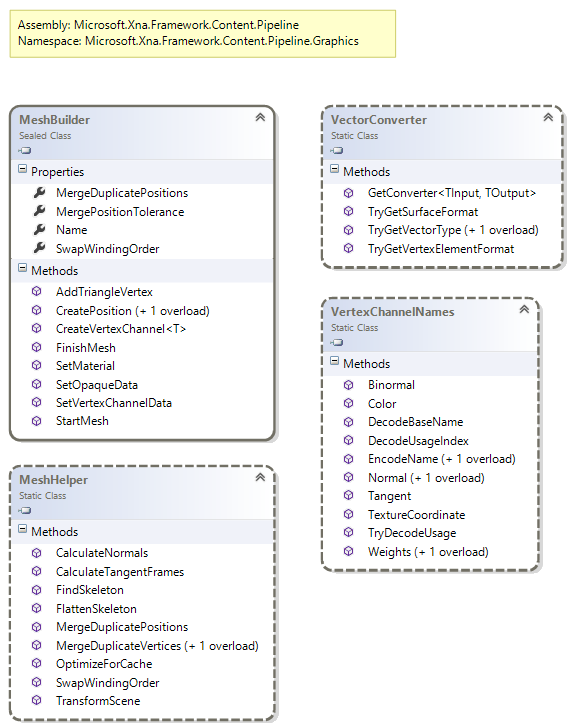 Assembly: Microsoft.Xna.Framework.Content.Pipeline
Namespace: Microsoft.Xna.Framework.Content.Pipeline.Graphics
MeshBuilder
Sealed Class
Properties
MergeDuplicatePositions
MergePositionTolerance
Name
SwapWindingOrder
Methods
AddTriangleVertex
CreatePosition (+ 1 overload)
CreateVertexChannel<T>
FinishMesh
SetMaterial
SetOpaqueData
SetVertexChannelData
StartMesh
MeshHelper
Static Class
Methods
CalculateNormals
CalculateTangentFrames
FindSkeleton
FlattenSkeleton
MergeDuplicatePositions
MergeDuplicateVertices (+ 1 overload)
OptimizeForCache
SwapWindingOrder
TransformScene
VectorConverter
Static Class
Methods
GetConverter<TInput, TOutput>
TryGetSurfaceFormat
TryGetVectorType (+ 1 overload)
TryGetVertexElementFormat
VertexChannelNames
Static Class
Methods
Binormal
Color
DecodeBaseName
DecodeUsageIndex
EncodeName (+ 1 overload)
Normal (+ 1 overload)
Tangent
TextureCoordinate
TryDecodeUsage
Weights (+ 1 overload)